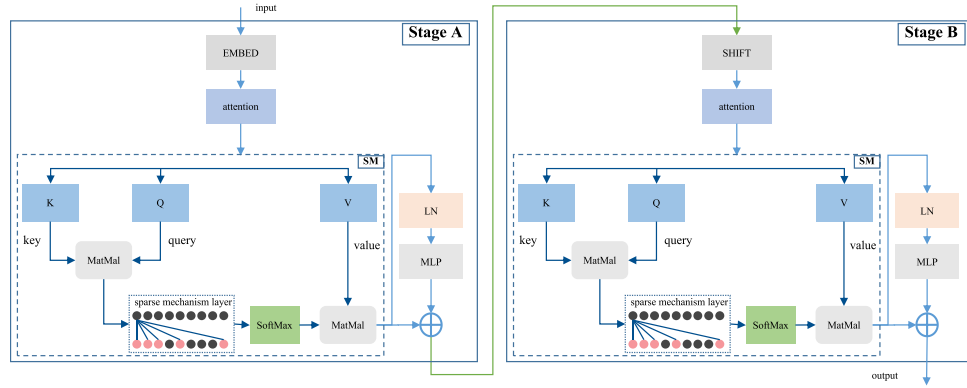 input
Stage A
EMBED
attention
SM
K
Q
V
LN
key
query
value
MatMal
MLP
sparse mechanism layer
SoftMax
MatMal
Stage B
SHIFT
attention
SM
K
Q
V
LN
key
query
value
MatMal
MLP
sparse mechanism layer
SoftMax
MatMal
output